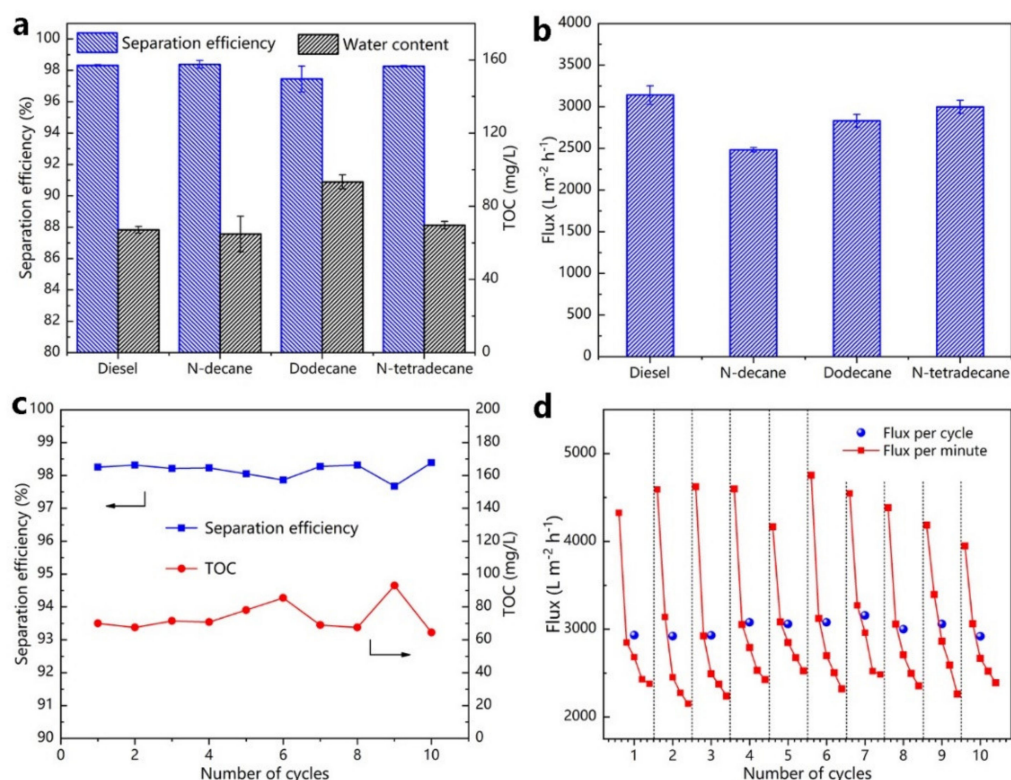 a
Separation efficiency
Water content
Separation efficiency (%)
100
98
96
94
92
90
88
86
84
82
80
160
120
80
40
0
TOC (mg/L)
Diesel
N-decane
Dodecane
N-tetradecane
b
Flux (L m⁻² h⁻¹)
4000
3500
3000
2500
2000
1500
1000
500
0
Diesel
N-decane
Dodecane
N-tetradecane
c
Separation efficiency (%)
100
99
98
97
96
95
94
93
92
91
90
Separation efficiency
TOC
200
180
160
140
120
100
80
60
40
20
0
TOC (mg/L)
0 2 4 6 8 10
Number of cycles
d
Flux per cycle
Flux per minute
Flux (L m⁻² h⁻¹)
5000
4000
3000
2000
1 2 3 4 5 6 7 8 9 10
Number of cycles